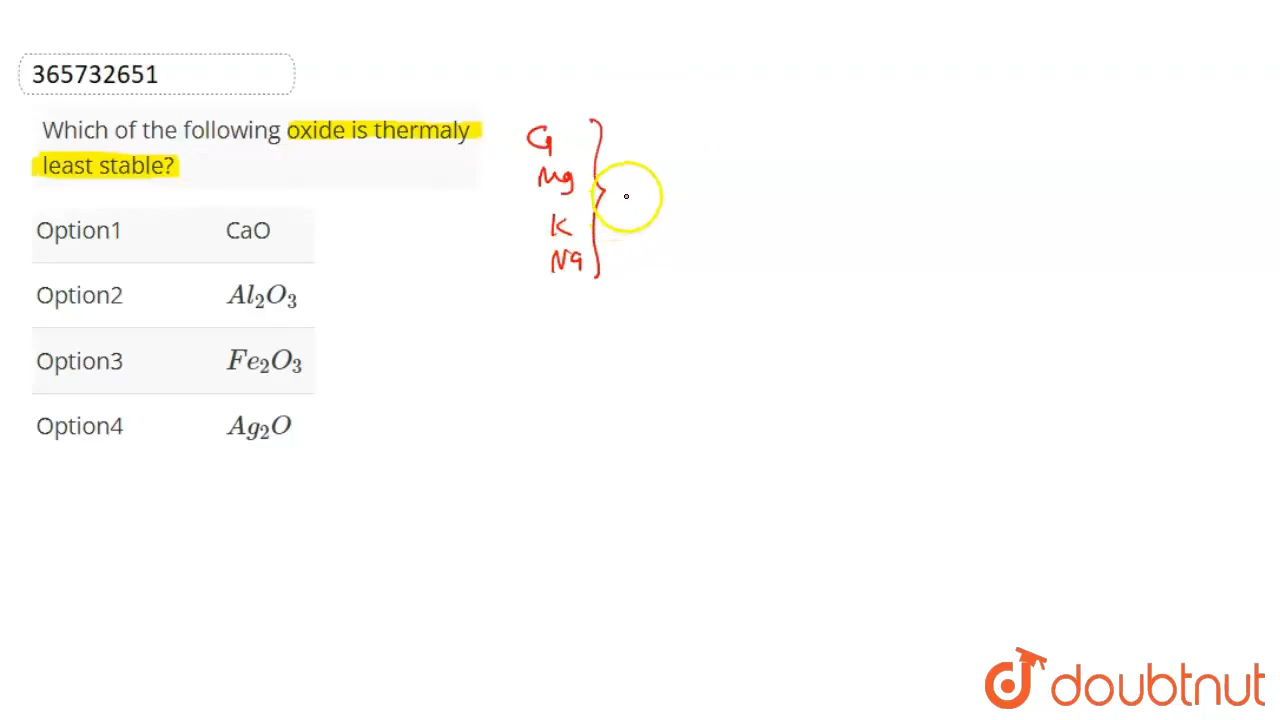 365732651
Which of the following oxide is thermaly
least stable?
Option1 CaO
Option2 Al₂O₃
Option3 Fe₂O₃
Option4 Ag₂O
Mg
K
Na
doubtnut